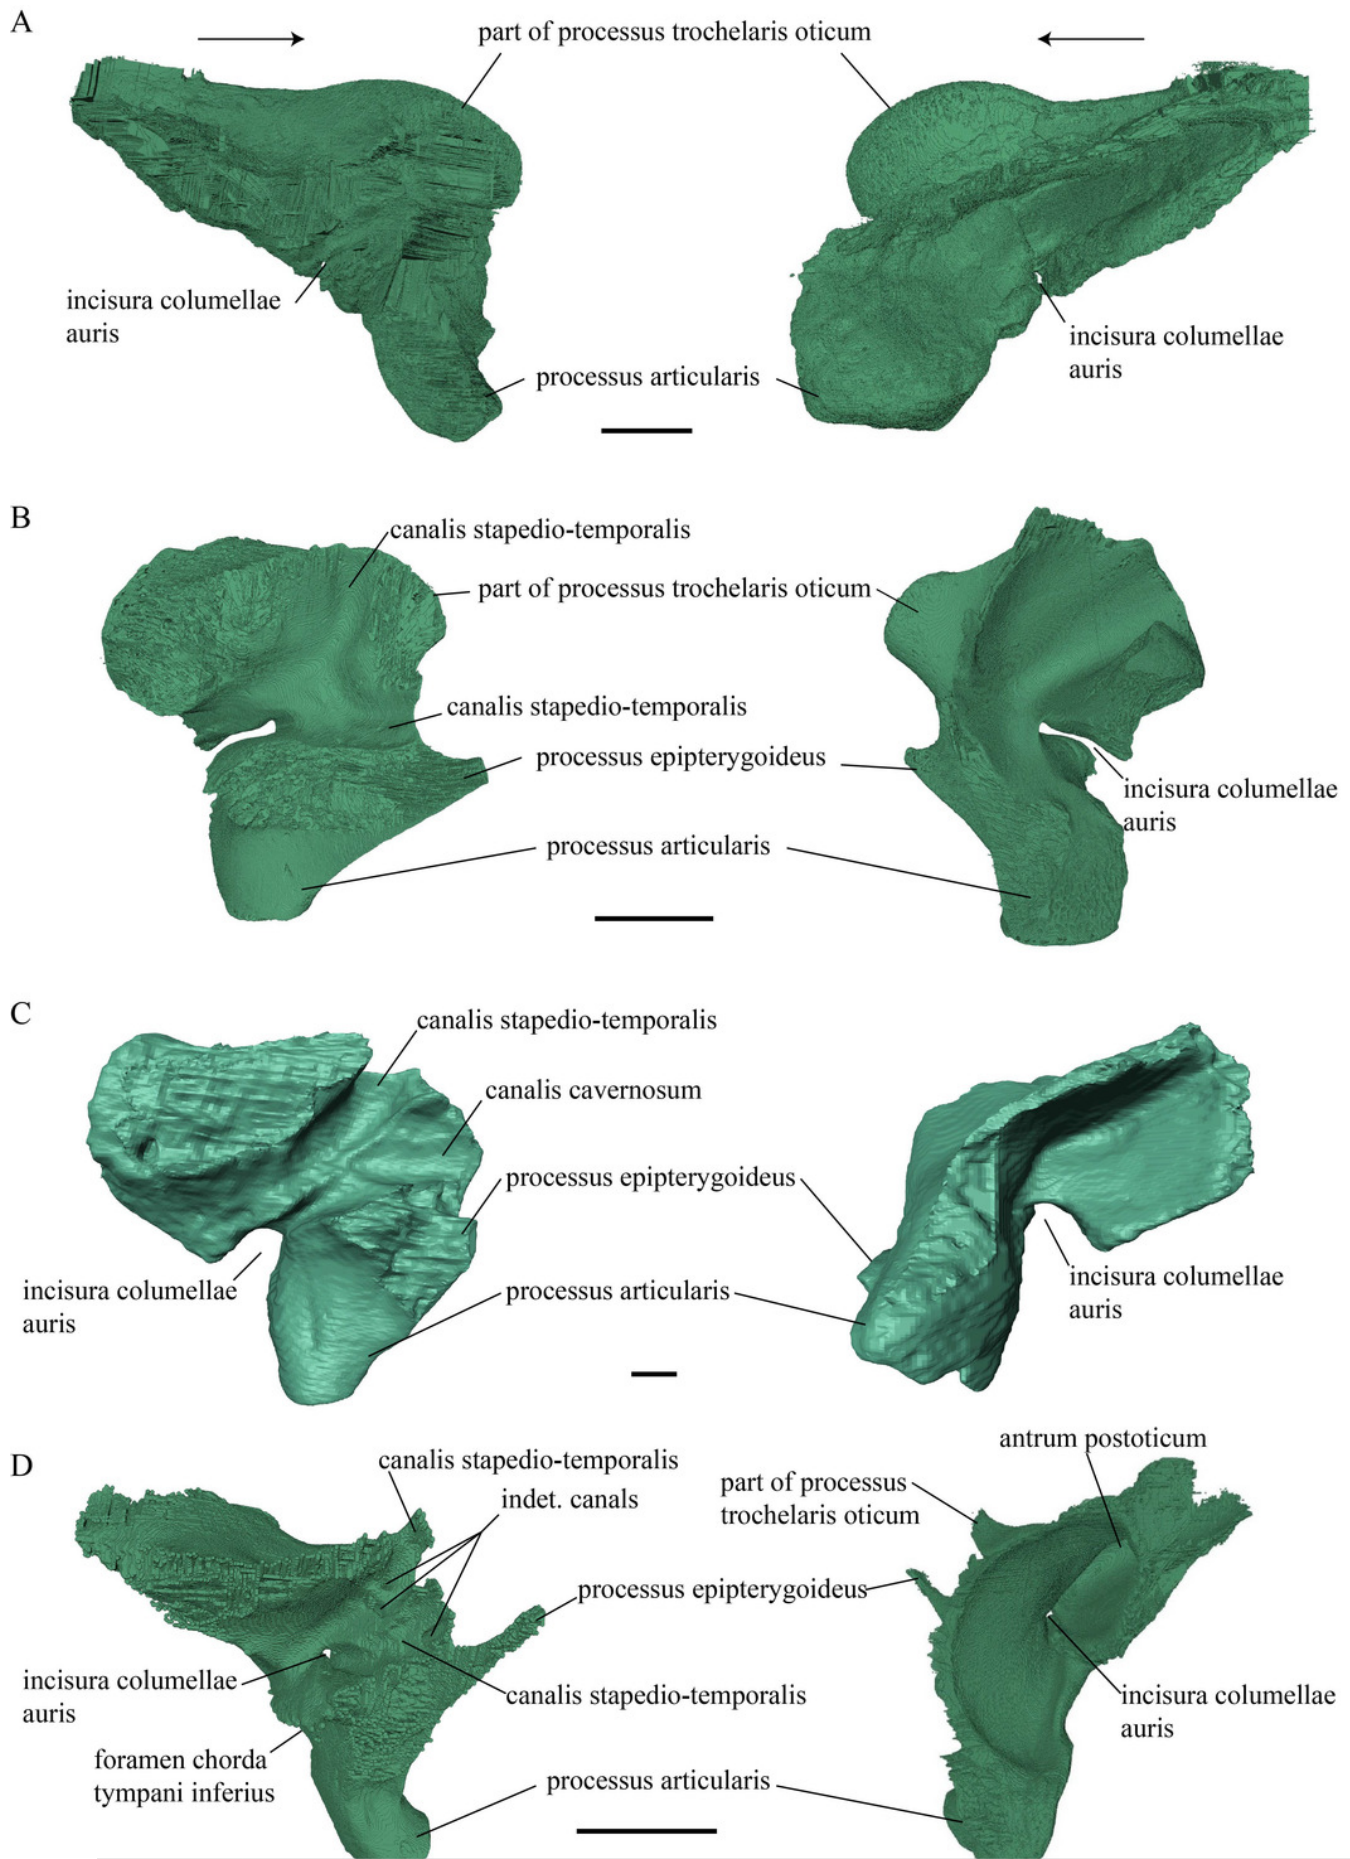 A
part of processus trochelaris oticum
incisura columellae
auris
incisura columellae
auris
processus articularis
B
canalis stapedio-temporalis
part of processus trochelaris oticum
canalis stapedio-temporalis
processus epipterygoideus
incisura columellae
auris
processus articularis
C
canalis stapedio-temporalis
canalis cavernosum
processus epipterygoideus
incisura columellae
auris
processus articularis
incisura columellae
auris
D
canalis stapedio-temporalis
indet. canals
antrum postoticum
part of processus
trochelaris oticum
processus epipterygoideus
incisura columellae
auris
canalis stapedio-temporalis
incisura columellae
auris
foramen chorda
tympani inferius
processus articularis